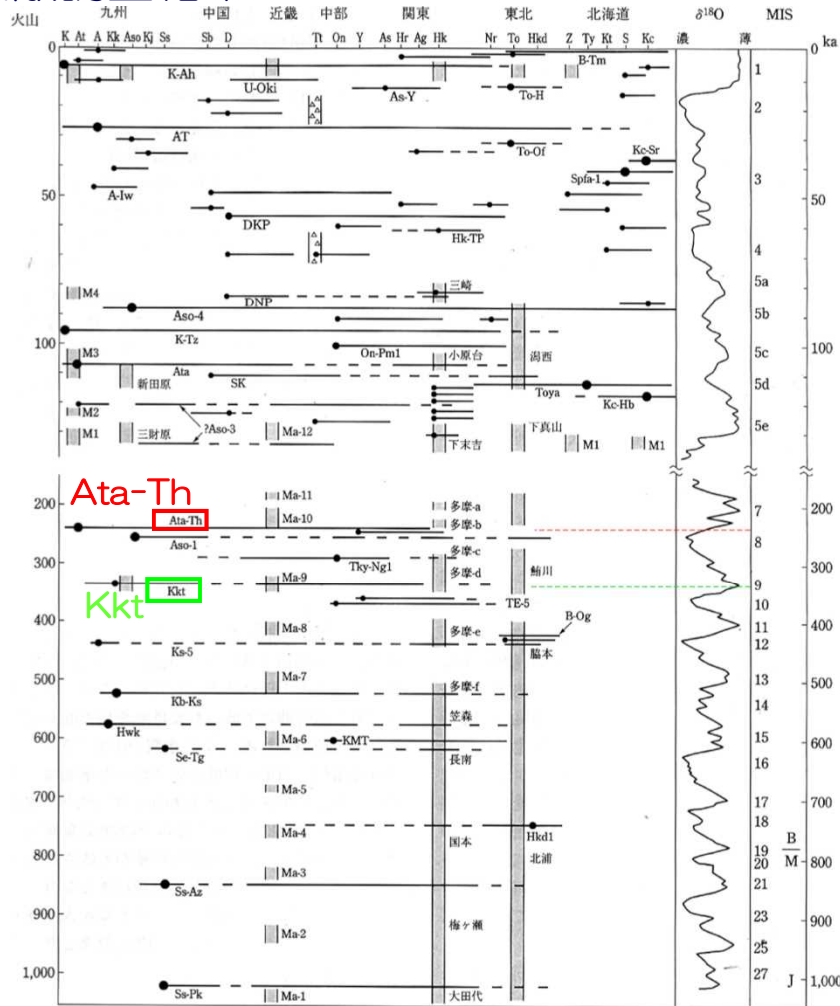 火山 九州 中国 近畿 中部 関東 東北 北海道 δ18O MIS
K At A Kk Aso Kj Ss Sb D Tt On Y As Hr Ag Hk Nr To Hkd Z Ty Kt S Kc 濃 薄
0 0 ka
B-Tm
K-Ah 1
U-Oki As-Y To-H
2
AT To-Of Kc-Sr
Spfa-1 3
A-Iw
50 50
DKP
Hk-TP
4
M4 三崎 5a
DNP
Aso-4 5b
K-Tz
100 100
M3 On-Pm1 小原台 潟西 5c
Ata
新田原 SK Toya 5d
Kc-Hb
M2 ?Aso-3 5e
M1 三財原 Ma-12 下末吉 下真山 M1 M1
Ata-Th
200 Ma-11 多摩-a 7 200
Ata-Th Ma-10 多摩-b
Aso-1 8
多摩-c
300 Tky-Ng1 300
Kkt Ma-9 多摩-d 鮪川 9
Kkt TE-5 10
B-Og
400 Ma-8 多摩-e 11 400
Ks-5 脇本 12
Ma-7 13
500 多摩-f 500
Kb-Ks 14
笠森
Hwk
600 Ma-6 KMT 15 600
Se-Tg 長南 16
Ma-5
700 17 700
18
Ma-4 国本 Hkd1 B
800 北浦 19 M 800
20
Ma-3
Ss-Az 21
900 梅ヶ瀬 23 900
Ma-2
25
1,000 27 J 1,000
Ss-Pk Ma-1 大田代